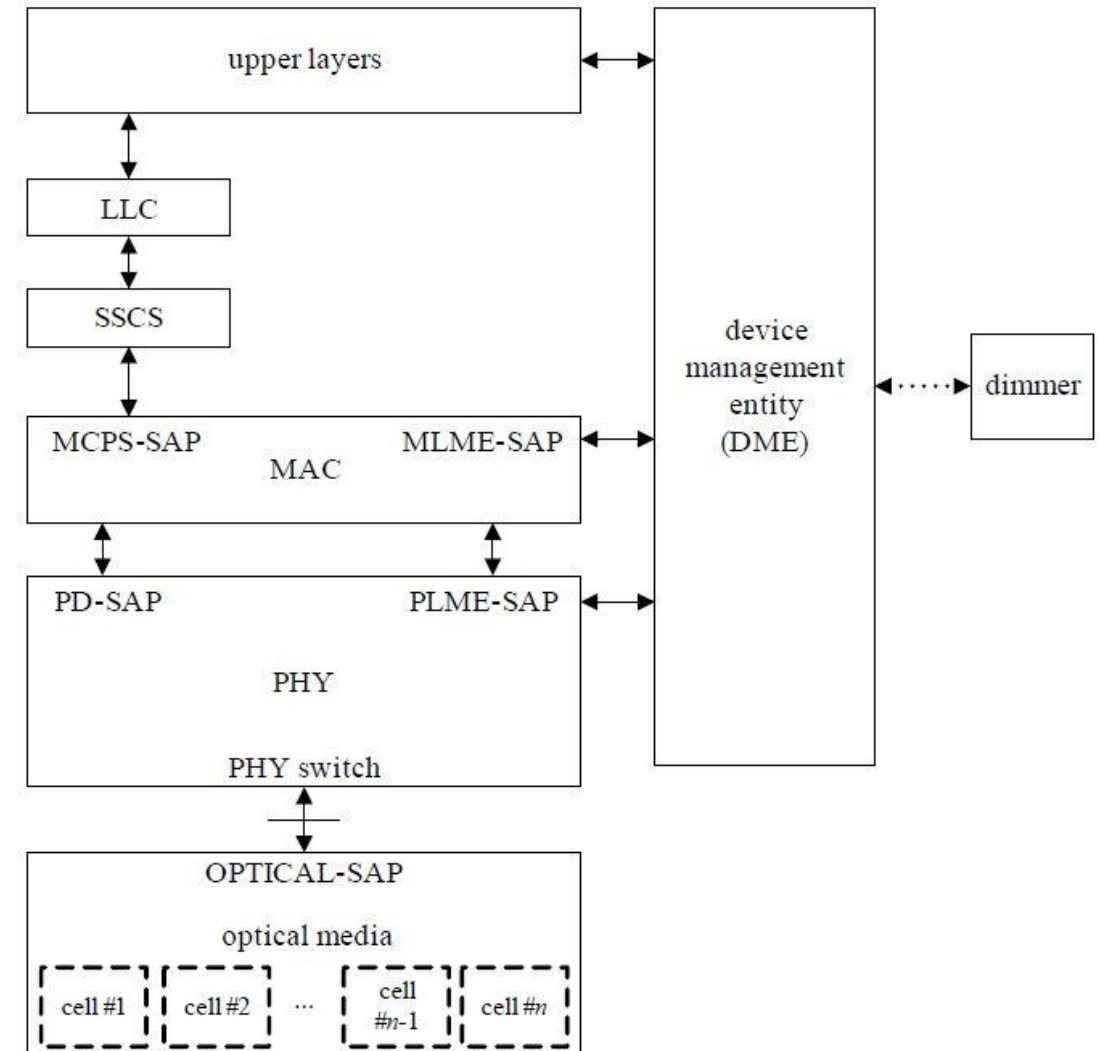 upper layers
LLC
SSCS
device
management
entity
(DME)
dimmer
MCPS-SAP
MLME-SAP
MAC
PD-SAP
PLME-SAP
PHY
PHY switch
OPTICAL-SAP
optical media
cell #1
cell #2
...
cell
#n-1
cell #n